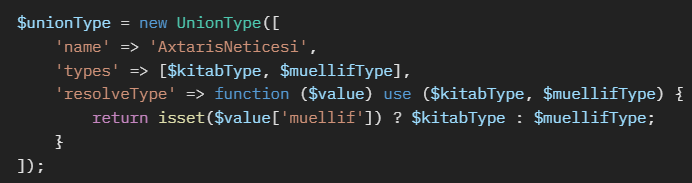 $unionType = new UnionType([
    'name' => 'AxtarisNeticesi',
    'types' => [$kitabType, $muellifType],
    'resolveType' => function ($value) use ($kitabType, $muellifType) {
        return isset($value['muellif']) ? $kitabType : $muellifType;
    }
]);